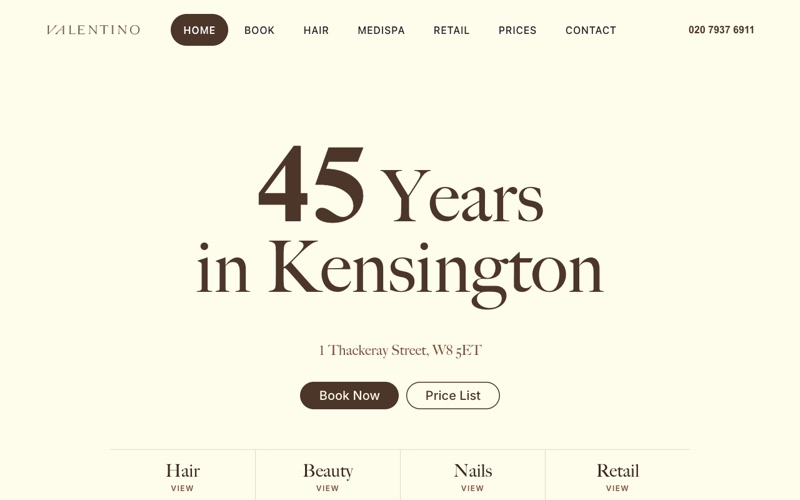 VALENTINO
HOME BOOK HAIR MEDISPA RETAIL PRICES CONTACT
020 7937 6911
45 Years
in Kensington
1 Thackeray Street, W8 5ET
Book Now Price List
Hair Beauty Nails Retail
VIEW VIEW VIEW VIEW